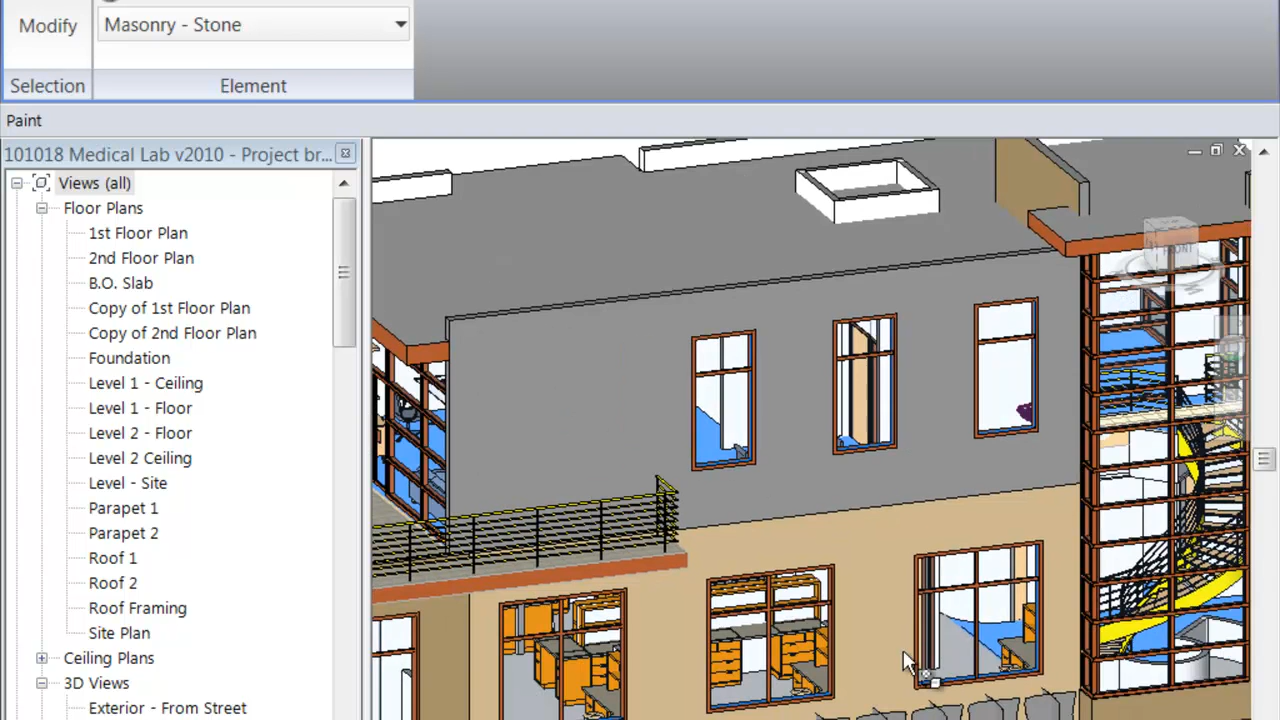 Modify
Masonry - Stone
Selection
Element
Paint
101018 Medical Lab v2010 - Project br...
Views (all)
Floor Plans
1st Floor Plan
2nd Floor Plan
B.O. Slab
Copy of 1st Floor Plan
Copy of 2nd Floor Plan
Foundation
Level 1 - Ceiling
Level 1 - Floor
Level 2 - Floor
Level 2 Ceiling
Level - Site
Parapet 1
Parapet 2
Roof 1
Roof 2
Roof Framing
Site Plan
Ceiling Plans
3D Views
Exterior - From Street
FRONT